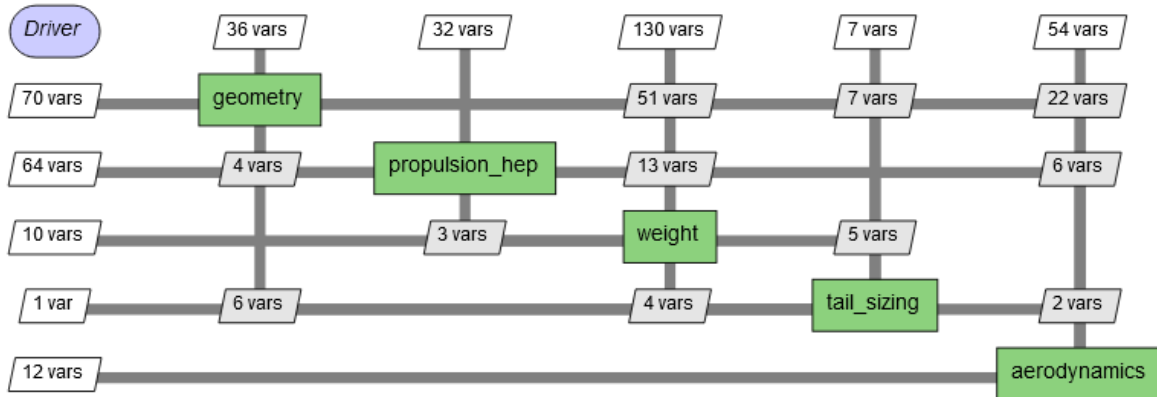 Driver
36 vars
32 vars
130 vars
7 vars
54 vars
70 vars
geometry
51 vars
7 vars
22 vars
64 vars
4 vars
propulsion_hep
13 vars
6 vars
10 vars
3 vars
weight
5 vars
1 var
6 vars
4 vars
tail_sizing
2 vars
12 vars
aerodynamics